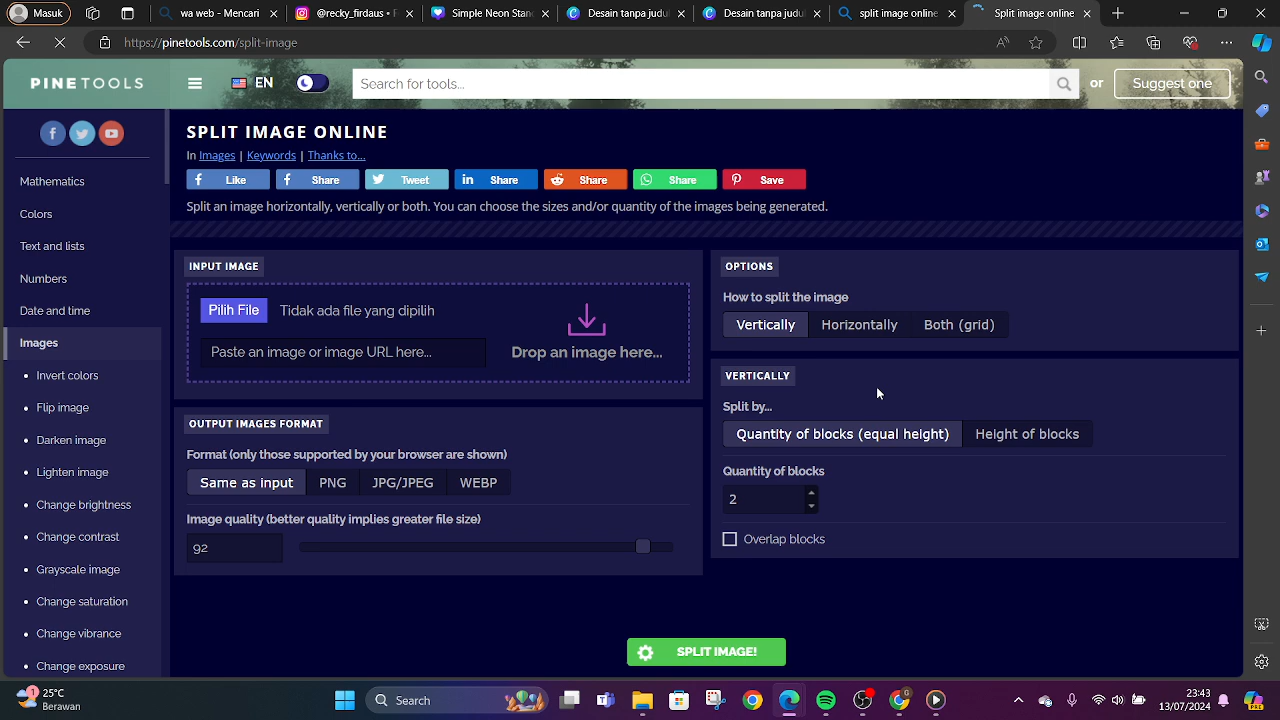 wa web - Mencari
@recky_firdaus • F
Simple Neon Stand
Desain tanpa judul
Desain tanpa judul
split image online
Split image online
https://pinetools.com/split-image
PINETOOLS
EN
Search for tools...
or
Suggest one
SPLIT IMAGE ONLINE
In Images | Keywords | Thanks to...
Like
Share
Tweet
Share
Share
Share
Save
Split an image horizontally, vertically or both. You can choose the sizes and/or quantity of the images being generated.
Mathematics
Colors
Text and lists
Numbers
Date and time
Images
Invert colors
Flip image
Darken image
Lighten image
Change brightness
Change contrast
Grayscale image
Change saturation
Change vibrance
Change exposure
INPUT IMAGE
Pilih File
Tidak ada file yang dipilih
Paste an image or image URL here...
Drop an image here...
OUTPUT IMAGES FORMAT
Format (only those supported by your browser are shown)
Same as input
PNG
JPG/JPEG
WEBP
Image quality (better quality implies greater file size)
92
OPTIONS
How to split the image
Vertically
Horizontally
Both (grid)
VERTICALLY
Split by...
Quantity of blocks (equal height)
Height of blocks
Quantity of blocks
2
Overlap blocks
SPLIT IMAGE!
1
25°C
Berawan
Search
23:43
13/07/2024